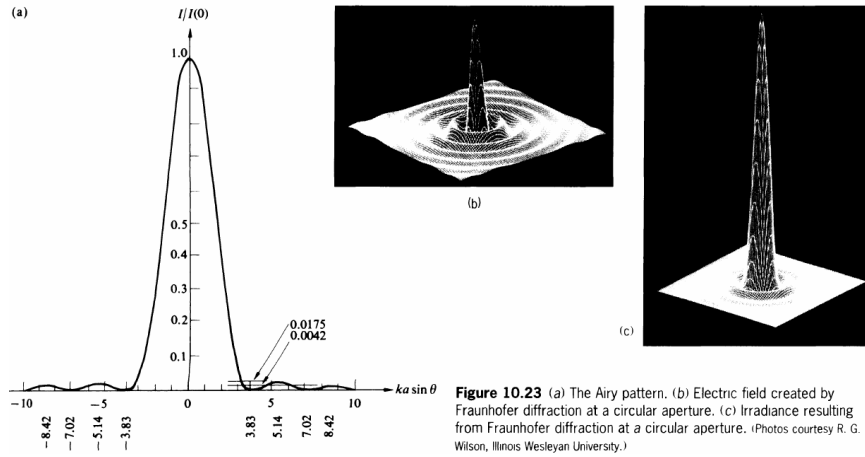 (a)
I/I(0)
1.0
0.5
0.4
0.3
0.2
0.1
0.0175
0.0042
−10
−5
0
5
10
ka sin θ
−8.42
−7.02
−5.14
−3.83
3.83
5.14
7.02
8.42
(b)
(c)
Figure 10.23 (a) The Airy pattern. (b) Electric field created by
Fraunhofer diffraction at a circular aperture. (c) Irradiance resulting
from Fraunhofer diffraction at a circular aperture. (Photos courtesy R. G.
Wilson, Illinois Wesleyan University.)